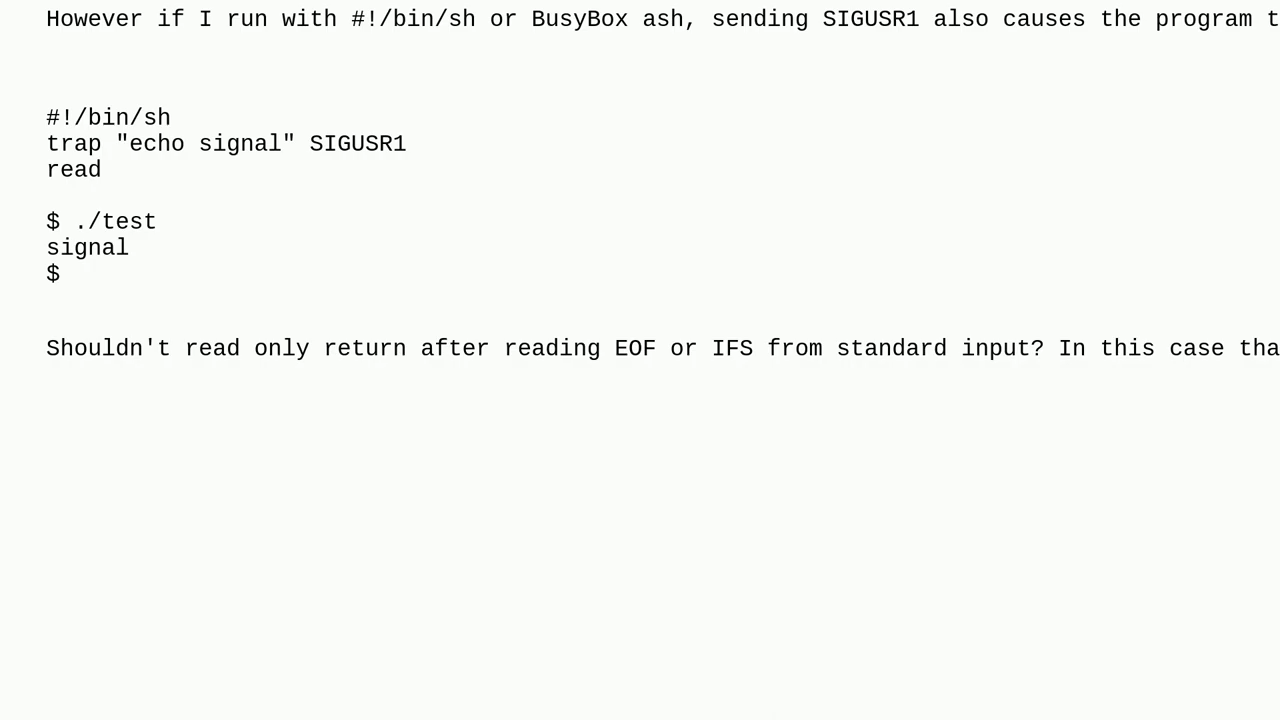 However if I run with #!/bin/sh or BusyBox ash, sending SIGUSR1 also causes the program
#!/bin/sh
trap "echo signal" SIGUSR1
read
$ ./test
signal
$
Shouldn't read only return after reading EOF or IFS from standard input? In this case